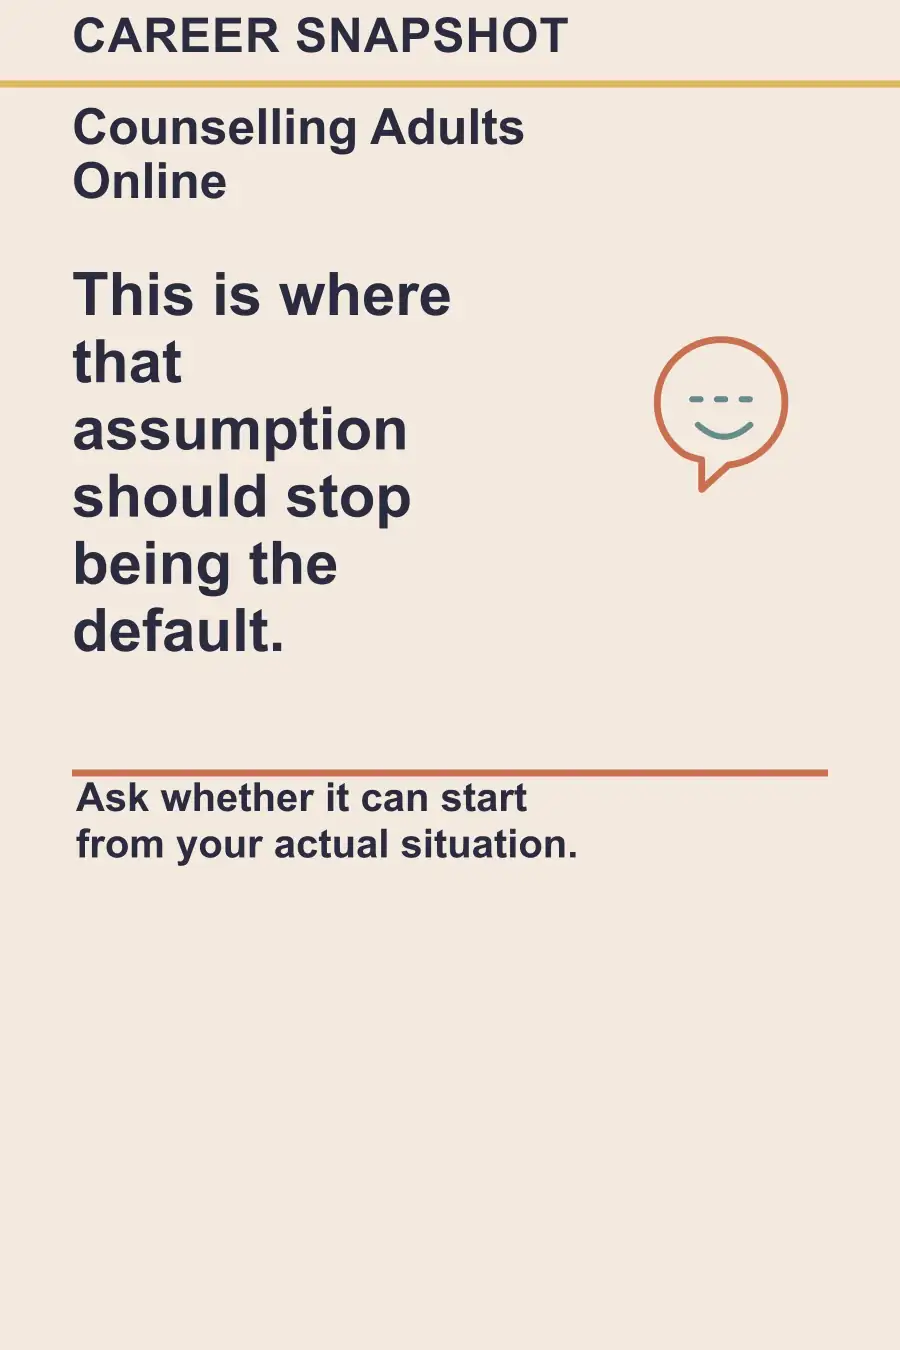 CAREER SNAPSHOT
Counselling Adults
Online
This is where
that
assumption
should stop
being the
default.
Ask whether it can start
from your actual situation.